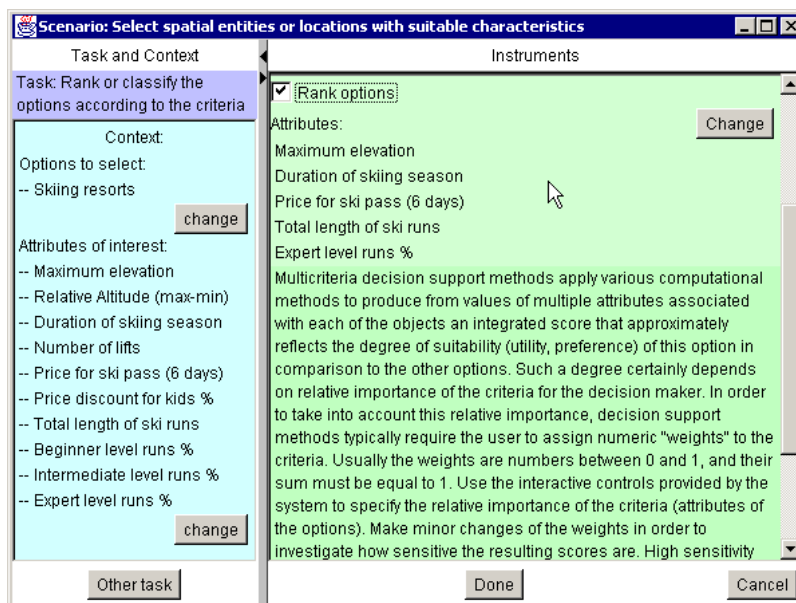 Scenario: Select spatial entities or locations with suitable characteristics
Task and Context
Task: Rank or classify the
options according to the criteria
Context:
Options to select:
-- Skiing resorts
change
Attributes of interest:
-- Maximum elevation
-- Relative Altitude (max-min)
-- Duration of skiing season
-- Number of lifts
-- Price for ski pass (6 days)
-- Price discount for kids %
-- Total length of ski runs
-- Beginner level runs %
-- Intermediate level runs %
-- Expert level runs %
change
Other task
Instruments
Rank options
Attributes:
Change
Maximum elevation
Duration of skiing season
Price for ski pass (6 days)
Total length of ski runs
Expert level runs %
Multicriteria decision support methods apply various computational
methods to produce from values of multiple attributes associated
with each of the objects an integrated score that approximately
reflects the degree of suitability (utility, preference) of this option in
comparison to the other options. Such a degree certainly depends
on relative importance of the criteria for the decision maker. In order
to take into account this relative importance, decision support
methods typically require the user to assign numeric "weights" to the
criteria. Usually the weights are numbers between 0 and 1, and their
sum must be equal to 1. Use the interactive controls provided by the
system to specify the relative importance of the criteria (attributes of
the options). Make minor changes of the weights in order to
investigate how sensitive the resulting scores are. High sensitivity
Done
Cancel